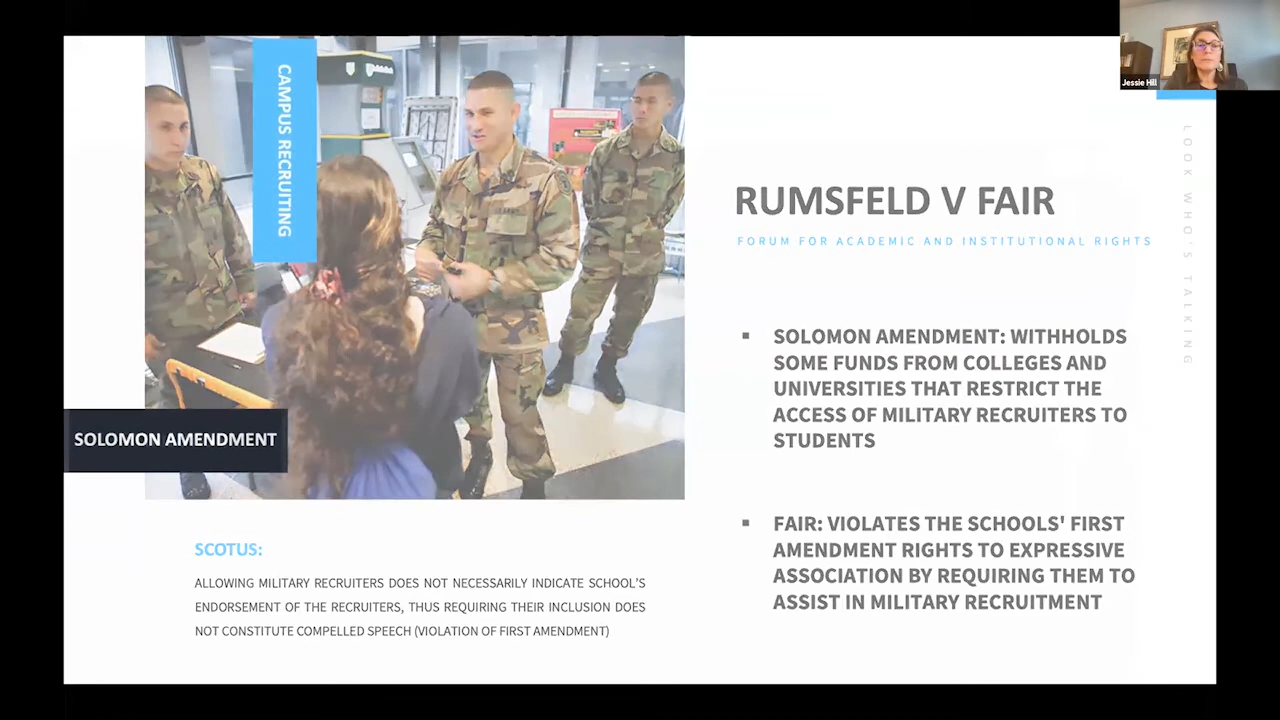 CAMPUS RECRUITING
SOLOMON AMENDMENT
SCOTUS:
ALLOWING MILITARY RECRUITERS DOES NOT NECESSARILY INDICATE SCHOOL'S
ENDORSEMENT OF THE RECRUITERS, THUS REQUIRING THEIR INCLUSION DOES
NOT CONSTITUTE COMPELLED SPEECH (VIOLATION OF FIRST AMENDMENT)
RUMSFELD V FAIR
FORUM FOR ACADEMIC AND INSTITUTIONAL RIGHTS
▪ SOLOMON AMENDMENT: WITHHOLDS
SOME FUNDS FROM COLLEGES AND
UNIVERSITIES THAT RESTRICT THE
ACCESS OF MILITARY RECRUITERS TO
STUDENTS
▪ FAIR: VIOLATES THE SCHOOLS' FIRST
AMENDMENT RIGHTS TO EXPRESSIVE
ASSOCIATION BY REQUIRING THEM TO
ASSIST IN MILITARY RECRUITMENT
LOOK WHO'S TALKING
Jessie Hill